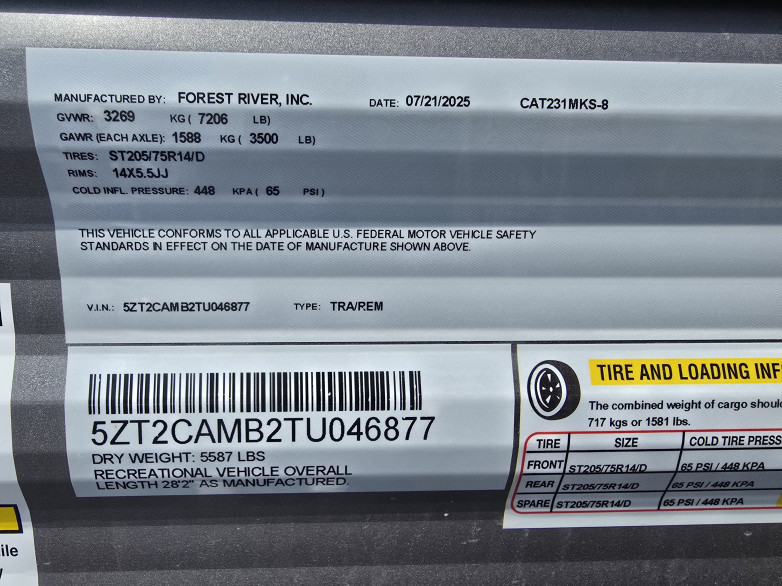 MANUFACTURED BY: FOREST RIVER, INC. DATE: 07/21/2025 CAT231MKS-8
GVWR: 3269 KG ( 7206 LB)
GAWR (EACH AXLE): 1588 KG ( 3500 LB)
TIRES: ST205/75R14/D
RIMS: 14X5.5JJ
COLD INFL. PRESSURE: 448 KPA ( 65 PSI)
THIS VEHICLE CONFORMS TO ALL APPLICABLE U.S. FEDERAL MOTOR VEHICLE SAFETY
STANDARDS IN EFFECT ON THE DATE OF MANUFACTURE SHOWN ABOVE.
V.I.N.: 5ZT2CAMB2TU046877 TYPE: TRA/REM
5ZT2CAMB2TU046877
DRY WEIGHT: 5587 LBS
RECREATIONAL VEHICLE OVERALL
LENGTH 28'2" AS MANUFACTURED.
TIRE AND LOADING INF
The combined weight of cargo shoul
717 kgs or 1581 lbs.
TIRE SIZE COLD TIRE PRESS
FRONT ST205/75R14/D 65 PSI / 448 KPA
REAR ST205/75R14/D 65 PSI / 448 KPA
SPARE ST205/75R14/D 65 PSI / 448 KPA
ile